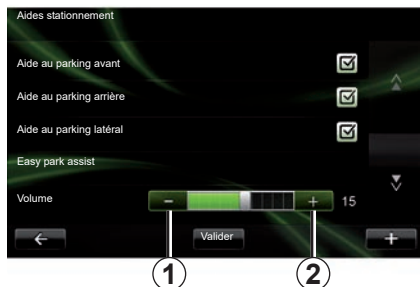 Aides stationnement
Aide au parking avant
Aide au parking arrière
Aide au parking latéral
Easy park assist
Volume - + 15
Valider +
1 2